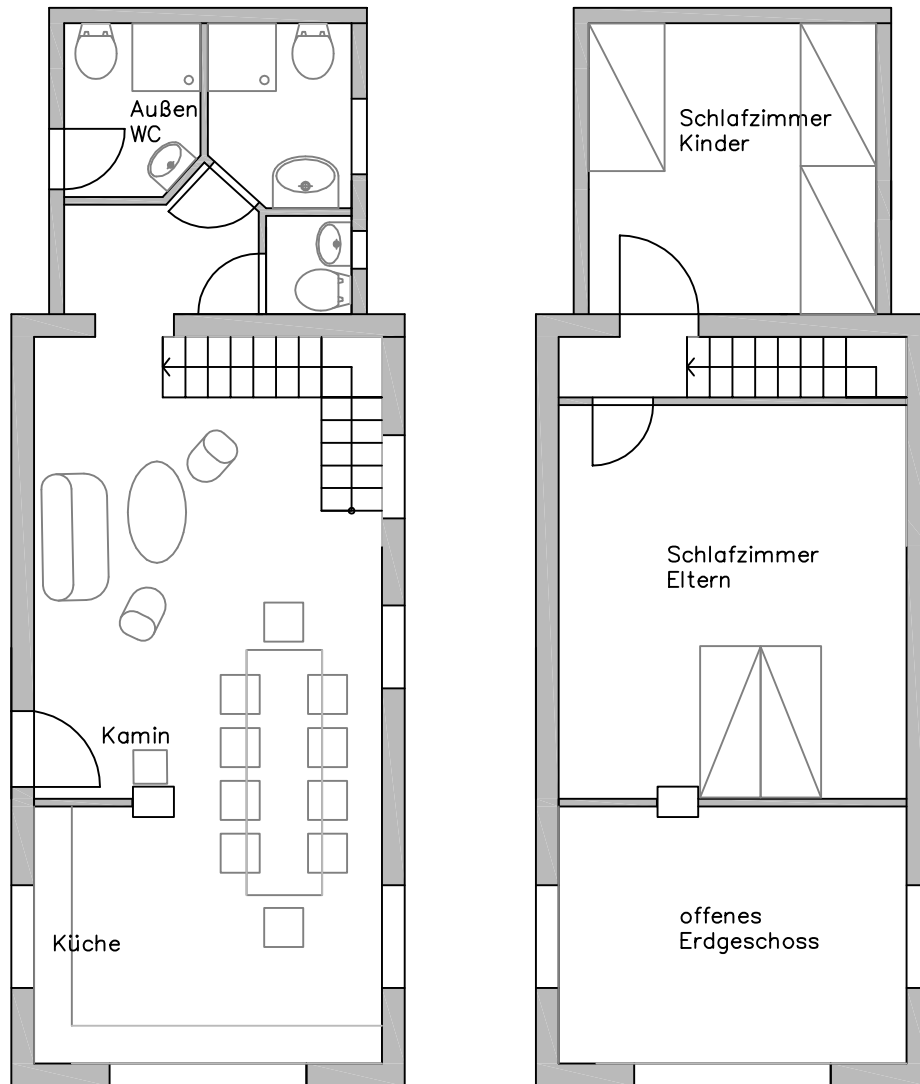 Außen
WC
Kamin
Küche
Schlafzimmer
Kinder
Schlafzimmer
Eltern
offenes
Erdgeschoss